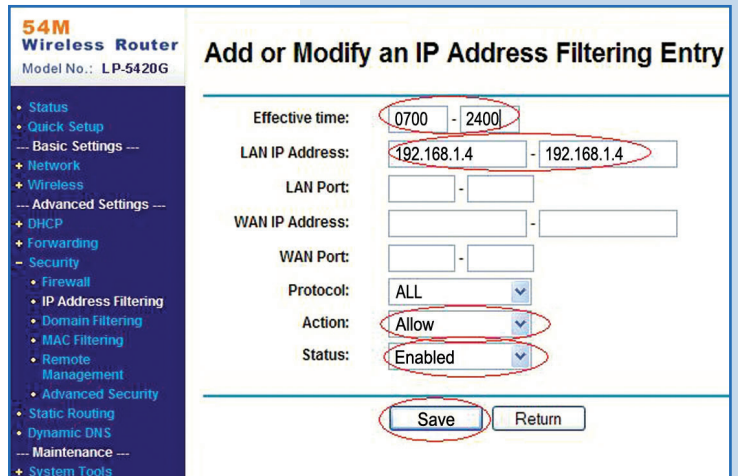 54M
Wireless Router
Model No.: LP-5420G
• Status
• Quick Setup
--- Basic Settings ---
+ Network
+ Wireless
--- Advanced Settings ---
+ DHCP
+ Forwarding
− Security
• Firewall
• IP Address Filtering
• Domain Filtering
• MAC Filtering
• Remote
Management
• Advanced Security
• Static Routing
• Dynamic DNS
--- Maintenance ---
+ System Tools
Add or Modify an IP Address Filtering Entry
Effective time: 0700 - 2400
LAN IP Address: 192.168.1.4 - 192.168.1.4
LAN Port: -
WAN IP Address: -
WAN Port: -
Protocol: ALL
Action: Allow
Status: Enabled
Save Return